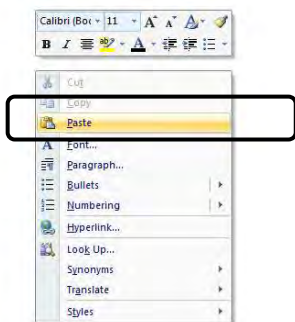 Calibri (Boc 11 A A A
B I A
Cut
Copy
Paste
Font...
Paragraph...
Bullets
Numbering
Hyperlink...
Look Up...
Synonyms
Translate
Styles